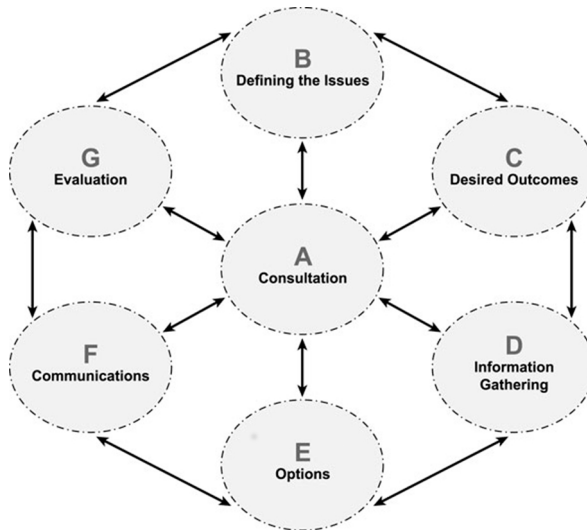 B
Defining the Issues
G
Evaluation
C
Desired Outcomes
A
Consultation
F
Communications
D
Information
Gathering
E
Options